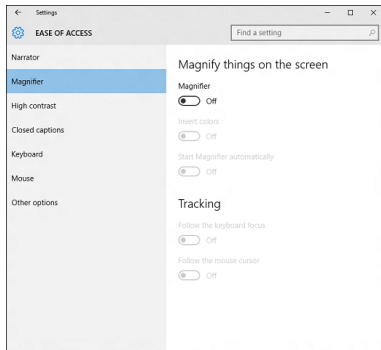 Settings
EASE OF ACCESS
Find a setting
Narrator
Magnifier
High contrast
Closed captions
Keyboard
Mouse
Other options
Magnify things on the screen
Magnifier
Off
Invert colors
Off
Start Magnifier automatically
Off
Tracking
Follow the keyboard focus
Off
Follow the mouse cursor
Off